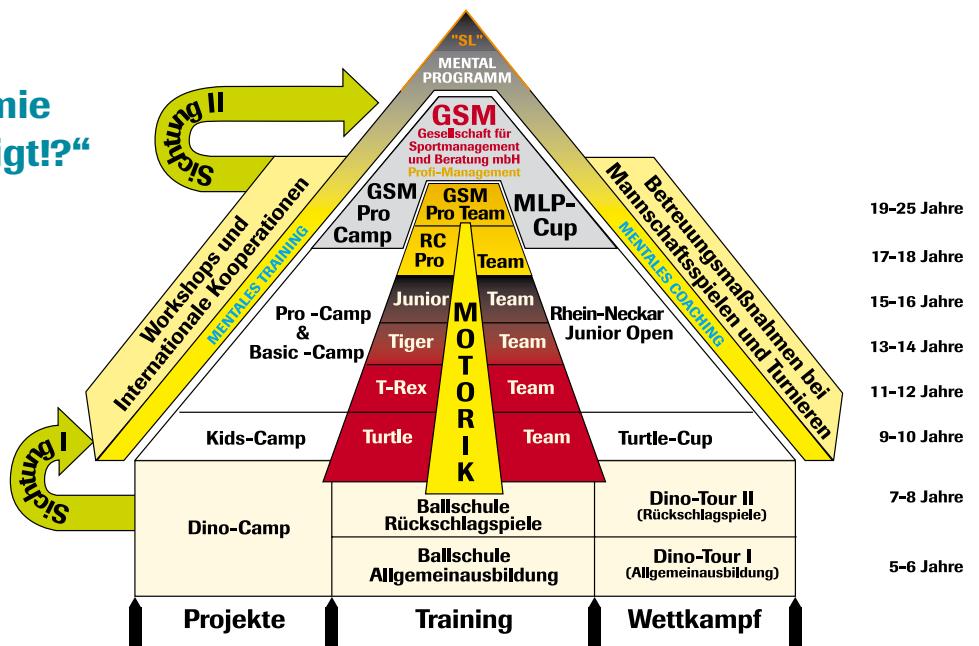 mie
igt!?“
"SL"
MENTAL
PROGRAMM
Sichtung II
GSM
Gesellschaft für
Sportmanagement
und Beratung mbH
Profi-Management
Workshops und
Internationale Kooperationen
MENTALES TRAINING
Betreuungsmaßnahmen bei
Mannschaftsspielen und Turnieren
MENTALES COACHING
GSM
Pro
Camp
GSM
Pro Team
MLP-
Cup
19–25 Jahre
RC
Pro
Team
17–18 Jahre
MOTORIK
Junior
Team
15–16 Jahre
Pro -Camp
&
Basic -Camp
Rhein-Neckar
Junior Open
Tiger
Team
13–14 Jahre
T-Rex
Team
11–12 Jahre
Sichtung I
Kids-Camp
Turtle
Team
Turtle-Cup
9–10 Jahre
Dino-Camp
Ballschule
Rückschlagspiele
Dino-Tour II
(Rückschlagspiele)
7–8 Jahre
Ballschule
Allgemeinausbildung
Dino-Tour I
(Allgemeinausbildung)
5–6 Jahre
Projekte
Training
Wettkampf